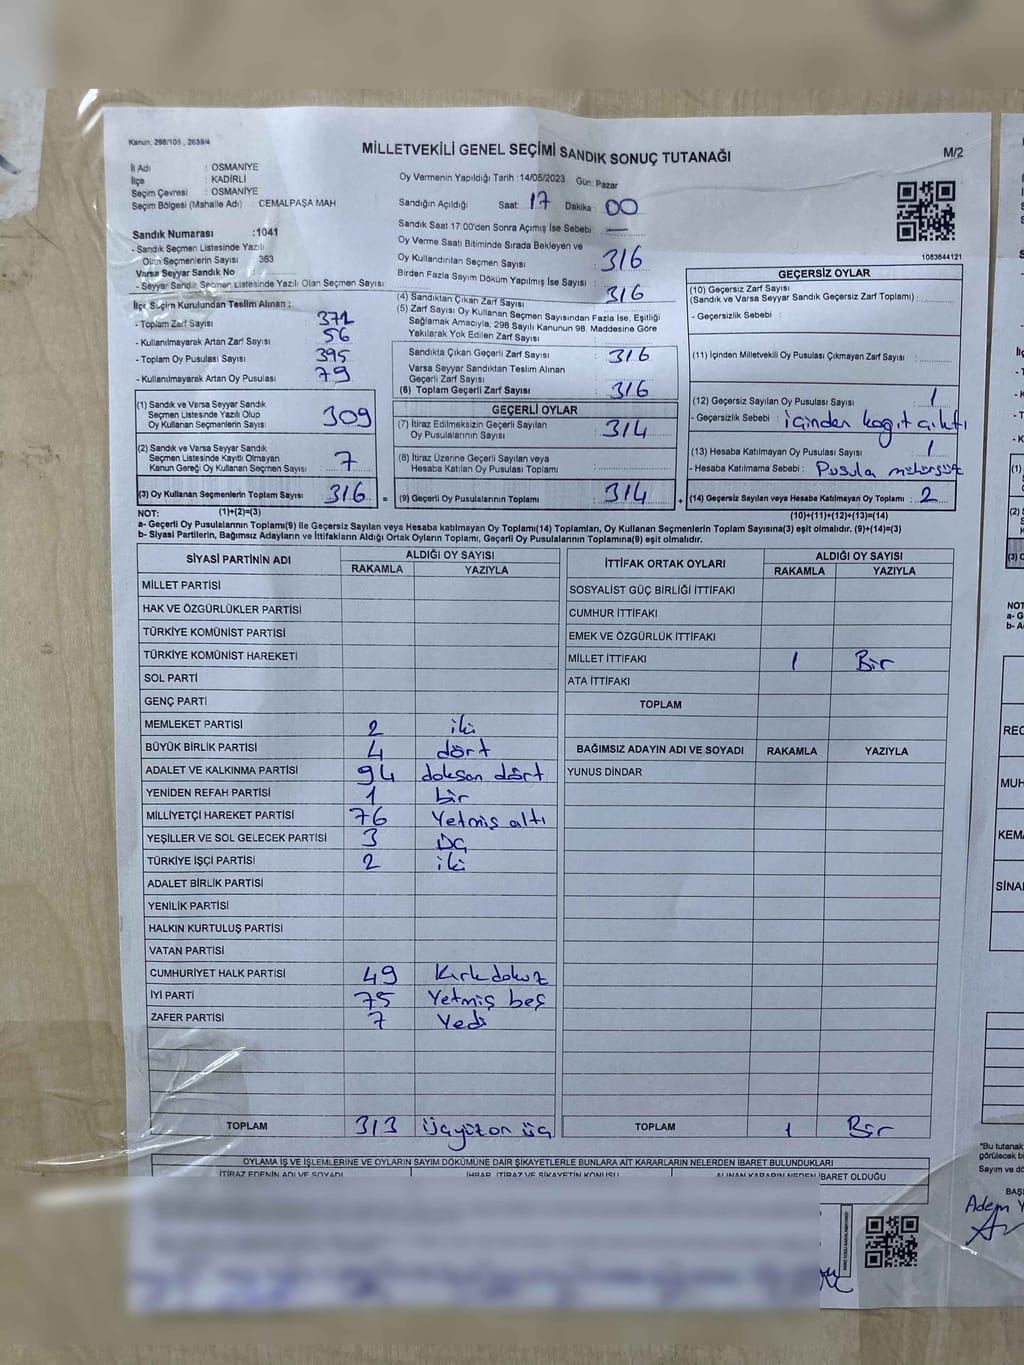 Kanun: 298/105 , 2839/4
MİLLETVEKİLİ GENEL SEÇİMİ SANDIK SONUÇ TUTANAĞI
M/2
İl Adı : OSMANİYE
İlçe : KADİRLİ
Seçim Çevresi : OSMANİYE
Seçim Bölgesi (Mahalle Adı) CEMALPAŞA MAH
Sandık Numarası :1041
- Sandık Seçmen Listesinde Yazılı
Olan Seçmenlerin Sayısı 363
Varsa Seyyar Sandık No :
- Seyyar Sandık Seçmen Listesinde Yazılı Olan Seçmen Sayısı
İlçe Seçim Kurulundan Teslim Alınan :
- Toplam Zarf Sayısı : 372
- Kullanılmayarak Artan Zarf Sayısı : 56
- Toplam Oy Pusulası Sayısı : 395
- Kullanılmayarak Artan Oy Pusulası : 79
Oy Vermenin Yapıldığı Tarih : 14/05/2023 Gün: Pazar
Sandığın Açıldığı Saat: 17 Dakika : 00
Sandık Saat 17.00'den Sonra Açımış İse Sebebi : —
Oy Verme Saati Bitiminde Sırada Bekleyen ve
Oy Kullandırılan Seçmen Sayısı : 316
Birden Fazla Sayım Döküm Yapılmış İse Sayısı :
(4) Sandıktan Çıkan Zarf Sayısı : 316
(5) Zarf Sayısı Oy Kullanan Seçmen Sayısından Fazla İse, Eşitliği
Sağlamak Amacıyla, 298 Sayılı Kanunun 98. Maddesine Göre
Yakılarak Yok Edilen Zarf Sayısı :
Sandıkta Çıkan Geçerli Zarf Sayısı : 316
Varsa Seyyar Sandıktan Teslim Alınan
Geçerli Zarf Sayısı
(6) Toplam Geçerli Zarf Sayısı : 316
1083644121
GEÇERSİZ OYLAR
(10) Geçersiz Zarf Sayısı
(Sandık ve Varsa Seyyar Sandık Geçersiz Zarf Toplamı) :
- Geçersizlik Sebebi :
(11) İçinden Milletvekili Oy Pusulası Çıkmayan Zarf Sayısı :
(12) Geçersiz Sayılan Oy Pusulası Sayısı : 1
- Geçersizlik Sebebi : içinden kağıt çıktı
(13) Hesaba Katılmayan Oy Pusulası Sayısı : 1
- Hesaba Katılmama Sebebi : Pusula mühürsüz
(14) Geçersiz Sayılan veya Hesaba Katılmayan Oy Toplamı : 2
(10)+(11)+(12)+(13)=(14)
(1) Sandık ve Varsa Seyyar Sandık
Seçmen Listesinde Yazılı Olup
Oy Kullanan Seçmenlerin Sayısı : 309
(2) Sandık ve Varsa Seyyar Sandık
Seçmen Listesinde Kayıtlı Olmayan
Kanun Gereği Oy Kullanan Seçmen Sayısı : 7
(3) Oy Kullanan Seçmenlerin Toplam Sayısı : 316 =
GEÇERLİ OYLAR
(7) İtiraz Edilmeksizin Geçerli Sayılan
Oy Pusulalarının Sayısı : 314
(8) İtiraz Üzerine Geçerli Sayılan veya
Hesaba Katılan Oy Pusulası Toplamı :
(9) Geçerli Oy Pusulalarının Toplamı : 314 +
NOT: (1)+(2)=(3)
a- Geçerli Oy Pusulalarının Toplamı(9) ile Geçersiz Sayılan veya Hesaba katılmayan Oy Toplamı(14) Toplamları, Oy Kullanan Seçmenlerin Toplam Sayısına(3) eşit olmalıdır. (9)+(14)=(3)
b- Siyasi Partilerin, Bağımsız Adayların ve İttifakların Aldığı Ortak Oyların Toplamı, Geçerli Oy Pusulalarının Toplamına(9) eşit olmalıdır.
SİYASİ PARTİNİN ADI ALDIĞI OY SAYISI
RAKAMLA YAZIYLA
MİLLET PARTİSİ
HAK VE ÖZGÜRLÜKLER PARTİSİ
TÜRKİYE KOMÜNİST PARTİSİ
TÜRKİYE KOMÜNİST HAREKETİ
SOL PARTİ
GENÇ PARTİ
MEMLEKET PARTİSİ 2 iki
BÜYÜK BİRLİK PARTİSİ 4 dört
ADALET VE KALKINMA PARTİSİ 94 doksan dört
YENİDEN REFAH PARTİSİ 1 bir
MİLLİYETÇİ HAREKET PARTİSİ 76 Yetmiş altı
YEŞİLLER VE SOL GELECEK PARTİSİ 3 Üç
TÜRKİYE İŞÇİ PARTİSİ 2 iki
ADALET BİRLİK PARTİSİ
YENİLİK PARTİSİ
HALKIN KURTULUŞ PARTİSİ
VATAN PARTİSİ
CUMHURİYET HALK PARTİSİ 49 Kırk dokuz
İYİ PARTİ 75 Yetmiş beş
ZAFER PARTİSİ 7 Yedi
TOPLAM 313 üçyüzon üç
İTTİFAK ORTAK OYLARI ALDIĞI OY SAYISI
RAKAMLA YAZIYLA
SOSYALİST GÜÇ BİRLİĞİ İTTİFAKI
CUMHUR İTTİFAKI
EMEK VE ÖZGÜRLÜK İTTİFAKI
MİLLET İTTİFAKI 1 Bir
ATA İTTİFAKI
TOPLAM
BAĞIMSIZ ADAYIN ADI VE SOYADI RAKAMLA YAZIYLA
YUNUS DİNDAR
TOPLAM 1 Bir
OYLAMA İŞ VE İŞLEMLERİNE VE OYLARIN SAYIM DÖKÜMÜNE DAİR ŞİKAYETLERLE BUNLARA AİT KARARLARIN NELERDEN İBARET BULUNDUKLARI
İTİRAZ EDENİN ADI VE SOYADI İHBAR, İTİRAZ VE ŞİKAYETİN KONUSU ALINAN KARARIN NEDEN İBARET OLDUĞU
NOT
a- G
b- A
REC
MUH
KEMA
SİNA
"Bu tutanak
görülecek b
Sayım ve dö
BAŞ
Adem Y